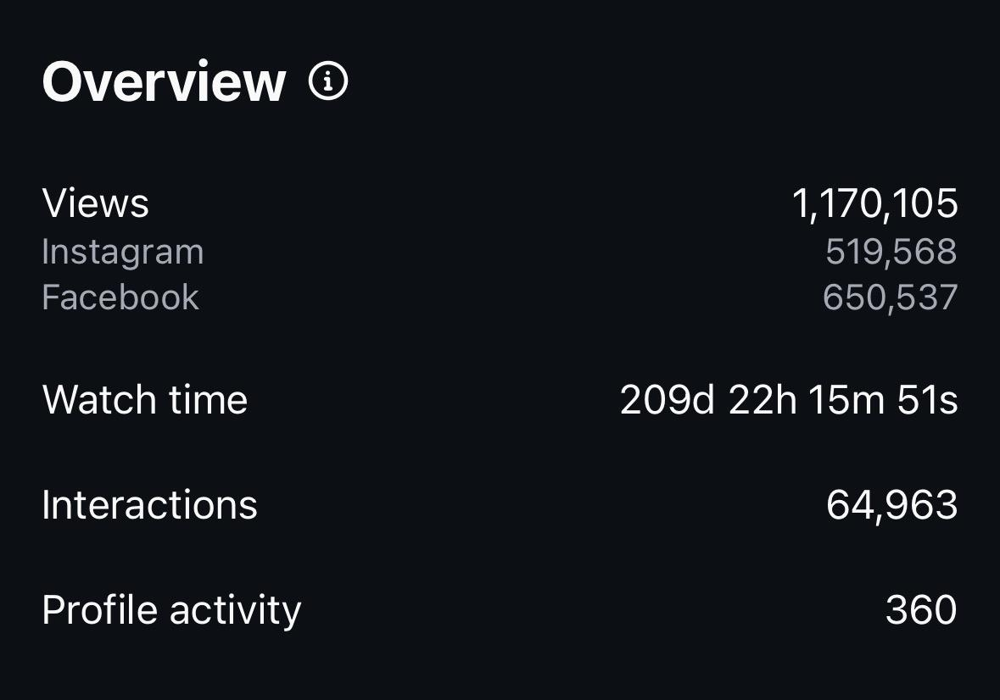 Overview
Views 1,170,105
Instagram 519,568
Facebook 650,537
Watch time 209d 22h 15m 51s
Interactions 64,963
Profile activity 360